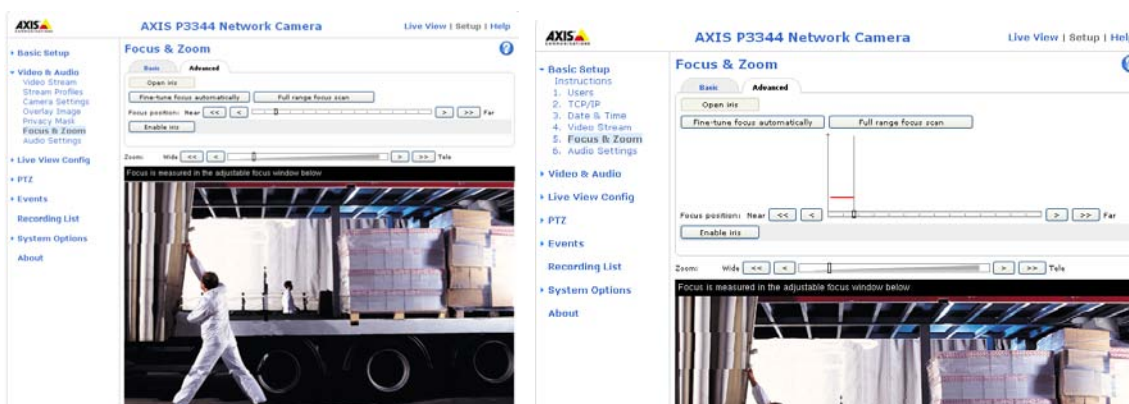 AXIS
COMMUNICATIONS
AXIS P3344 Network Camera
Live View | Setup | Help
Basic Setup
Video & Audio
Video Stream
Stream Profiles
Camera Settings
Overlay Image
Privacy Mask
Focus & Zoom
Audio Settings
Live View Config
PTZ
Events
Recording List
System Options
About
Focus & Zoom
?
Basic
Advanced
Open iris
Fine-tune focus automatically
Full range focus scan
Focus position: Near << < > >> Far
Enable iris
Zoom: Wide << < > >> Tele
Focus is measured in the adjustable focus window below
AXIS
COMMUNICATIONS
AXIS P3344 Network Camera
Live View | Setup | Help
Basic Setup
Instructions
1. Users
2. TCP/IP
3. Date & Time
4. Video Stream
5. Focus & Zoom
6. Audio Settings
Video & Audio
Live View Config
PTZ
Events
Recording List
System Options
About
Focus & Zoom
?
Basic
Advanced
Open iris
Fine-tune focus automatically
Full range focus scan
Focus position: Near << < > >> Far
Enable iris
Zoom: Wide << < > >> Tele
Focus is measured in the adjustable focus window below